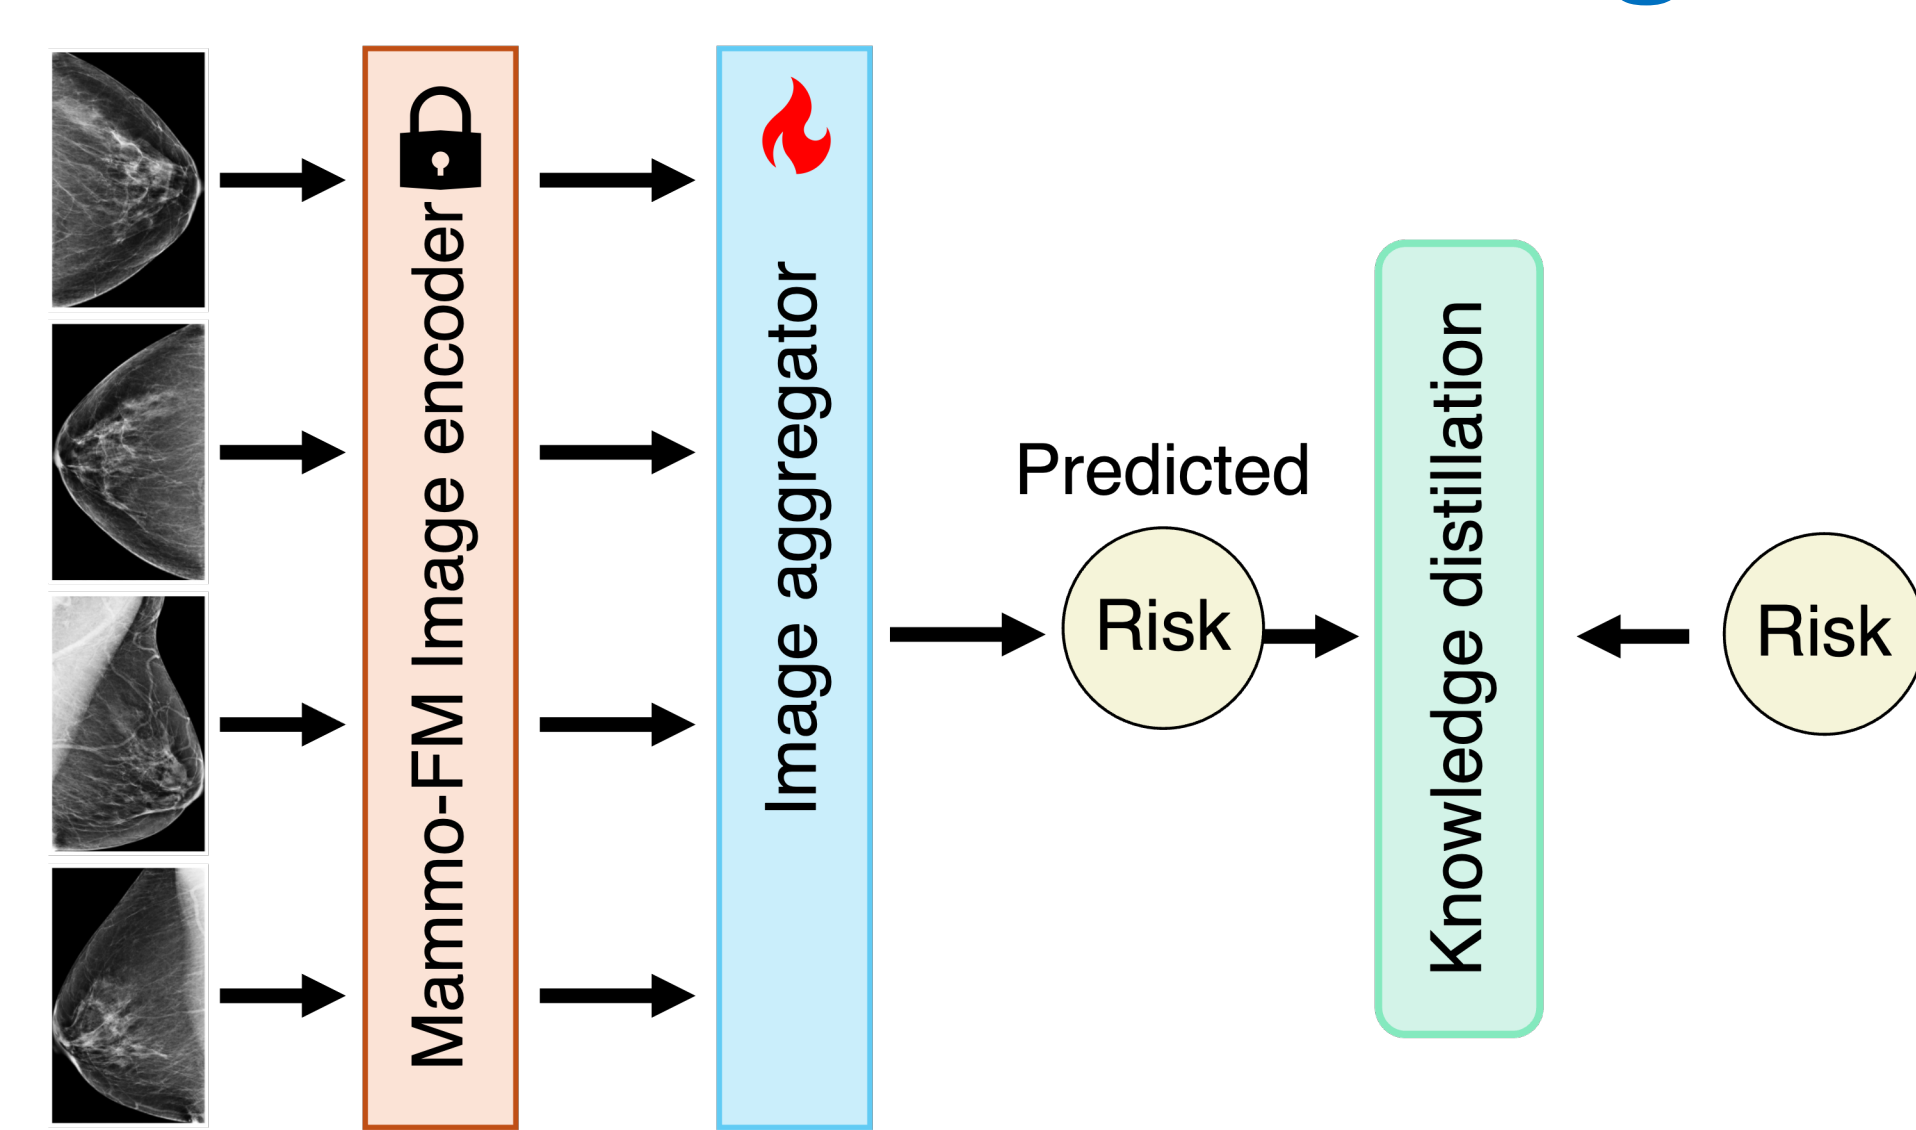 Mammo-FM Image encoder
Image aggregator
Predicted
Risk
Knowledge distillation
Risk